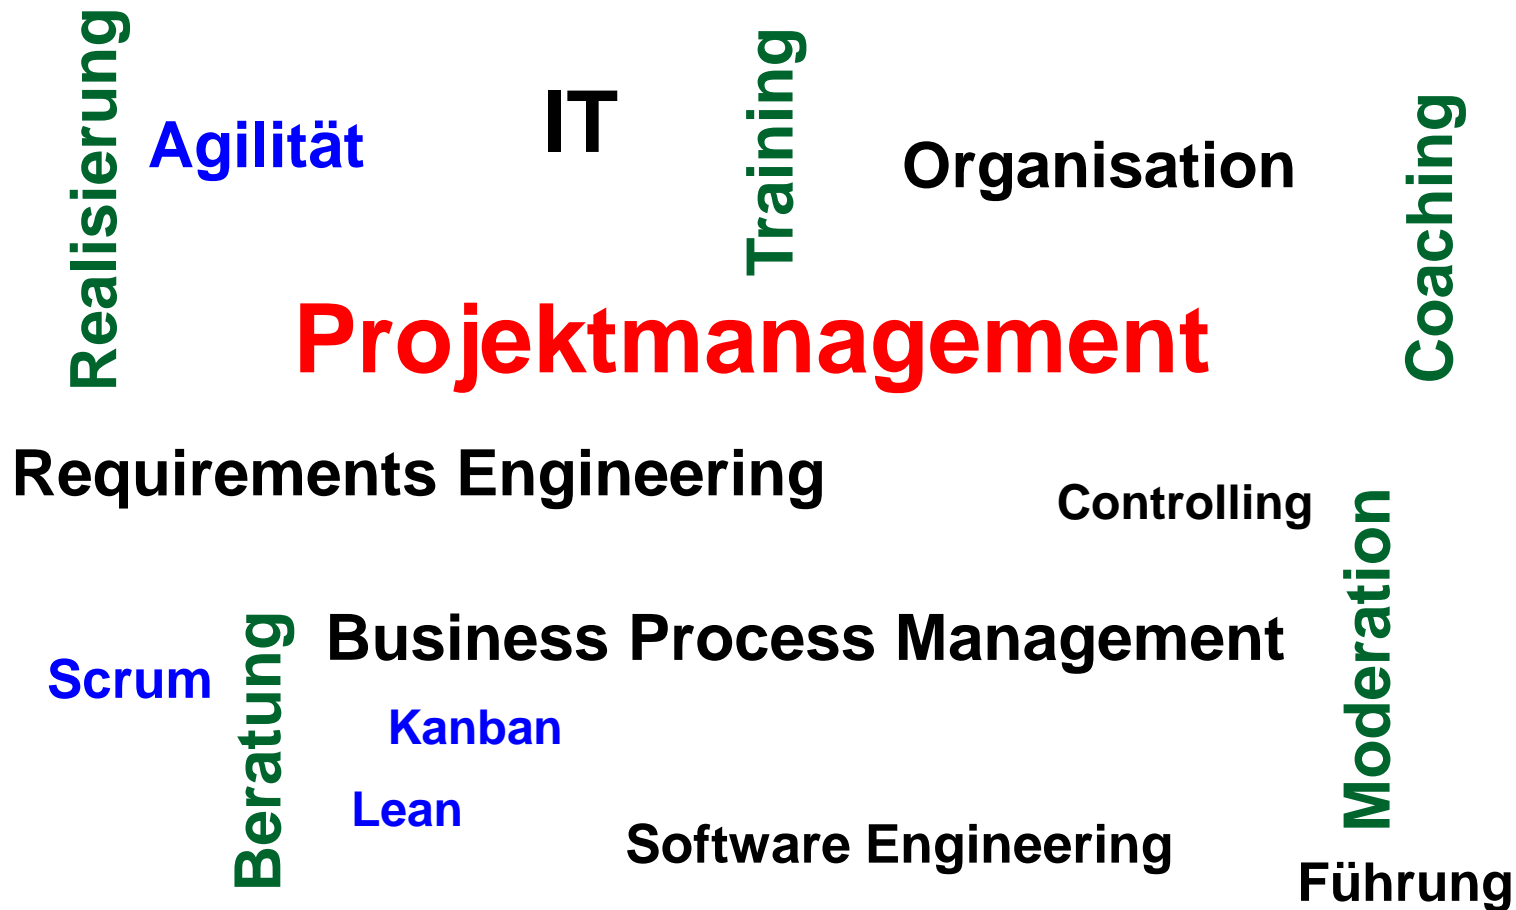 Realisierung
Agilität
IT
Training
Organisation
Coaching
Projektmanagement
Requirements Engineering
Controlling
Moderation
Business Process Management
Scrum
Beratung
Kanban
Lean
Software Engineering
Führung